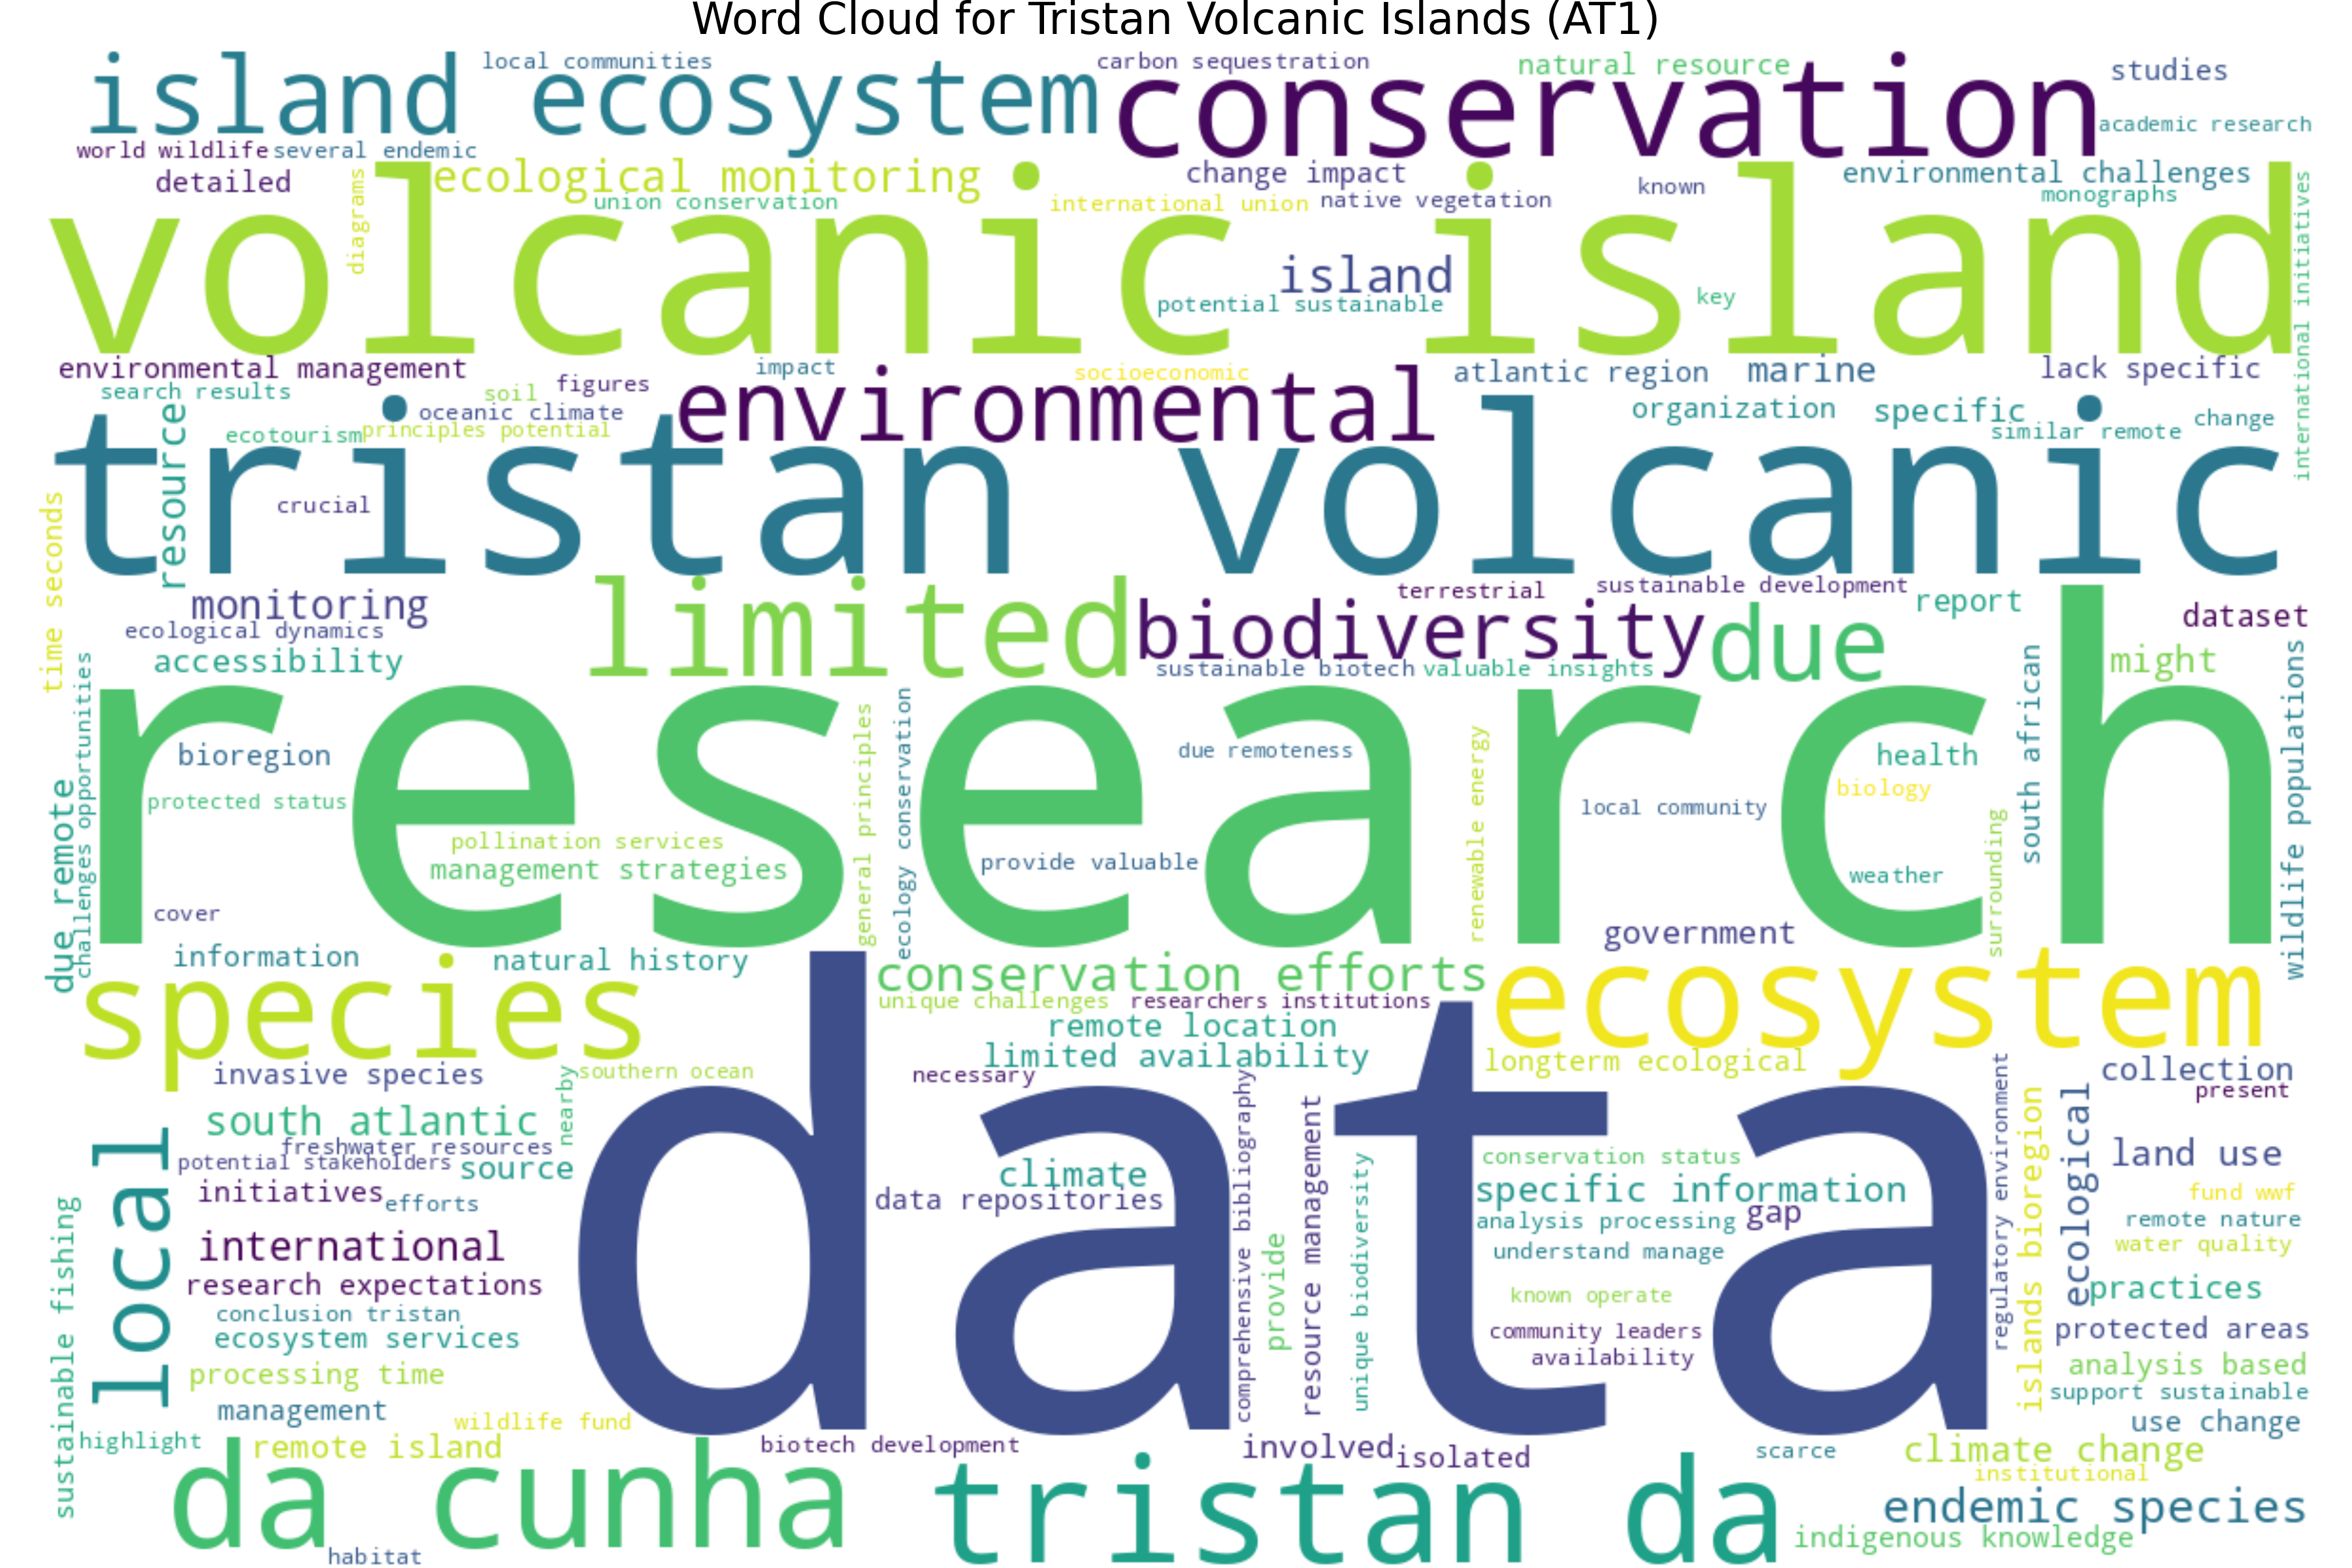 Word Cloud for Tristan Volcanic Islands (AT1)
local communities
carbon sequestration
natural resource
studies
island ecosystem
conservation
academic research
world wildlife
several endemic
detailed
diagrams
ecological monitoring
union conservation
change impact
international union
native vegetation
known
environmental challenges
monographs
international initiatives
volcanic island
island
potential sustainable
key
environmental management
search results
impact
socioeconomic
atlantic region
marine
lack specific
soil
figures
oceanic climate
environmental
organization
specific
similar remote
change
resource
ecotourism
principles potential
tristan volcanic
crucial
time seconds
monitoring
ecological dynamics
accessibility
limited
biodiversity
terrestrial
sustainable development
report
dataset
due
might
sustainable biotech
valuable insights
research
challenges opportunities
due remote
bioregion
protected status
pollination services
management strategies
general principles
ecology conservation
due remoteness
provide valuable
renewable energy
local community
health
biology
weather
surrounding
south african
wildlife populations
cover
government
information
natural history
conservation efforts
species
ecosystem
unique challenges
researchers institutions
remote location
limited availability
longterm ecological
invasive species
nearby
southern ocean
necessary
collection
present
data
south atlantic
freshwater resources
potential stakeholders
source
initiatives
efforts
local
international
research expectations
conclusion tristan
ecosystem services
processing time
management
sustainable fishing
climate
data repositories
comprehensive bibliography
provide
resource management
unique biodiversity
conservation status
specific information
analysis processing
gap
understand manage
known operate
community leaders
availability
regulatory environment
islands bioregion
ecological
land use
fund wwf
remote nature
water quality
practices
protected areas
analysis based
support sustainable
use change
highlight
remote island
wildlife fund
biotech development
involved
isolated
scarce
climate change
institutional
da cunha
tristan da
endemic species
indigenous knowledge
habitat